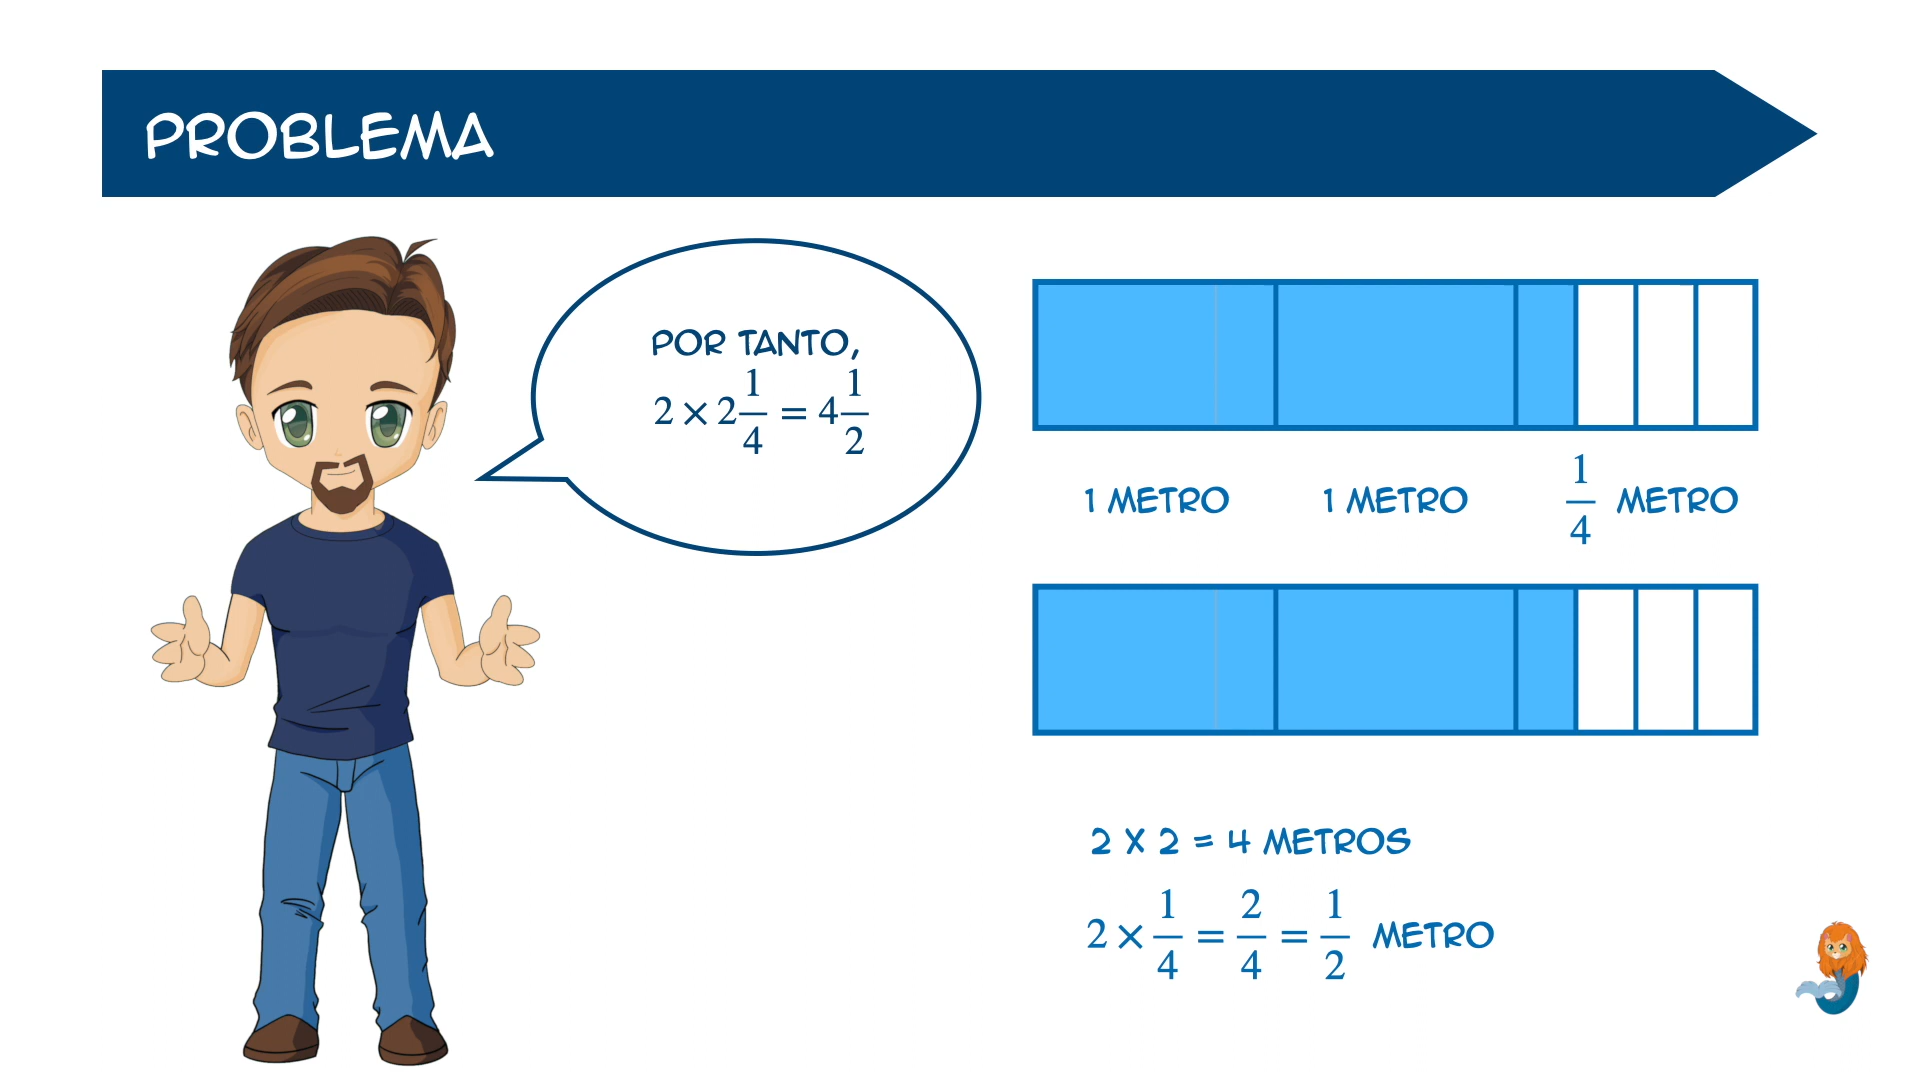 PROBLEMA
POR TANTO,
2 × 2 1/4 = 4 1/2
1 METRO 1 METRO 1/4 METRO
2 X 2 = 4 METROS
2 × 1/4 = 2/4 = 1/2 METRO